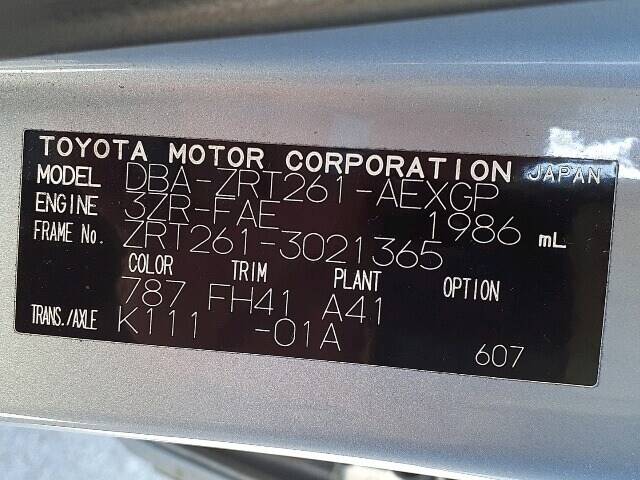 TOYOTA MOTOR CORPORATION JAPAN
MODEL DBA-ZRT261-AEXGP
ENGINE 3ZR-FAE 1986 mL
FRAME No. ZRT261-3021365
COLOR TRIM PLANT OPTION
787 FH41 A41
TRANS./AXLE K111 -01A
607